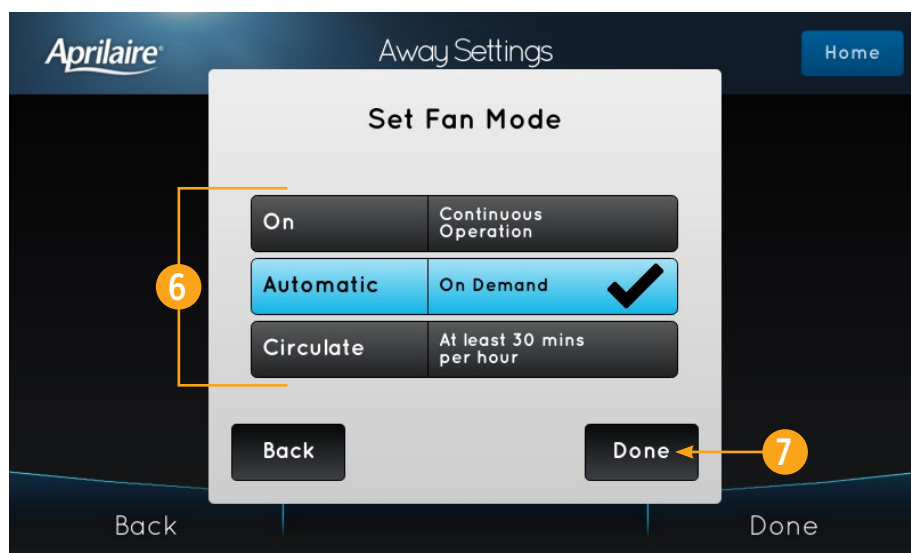 Aprilaire®
Away Settings
Home
Set Fan Mode
6
On
Continuous
Operation
Automatic
On Demand
Circulate
At least 30 mins
per hour
Back
Done
7
Back
Done